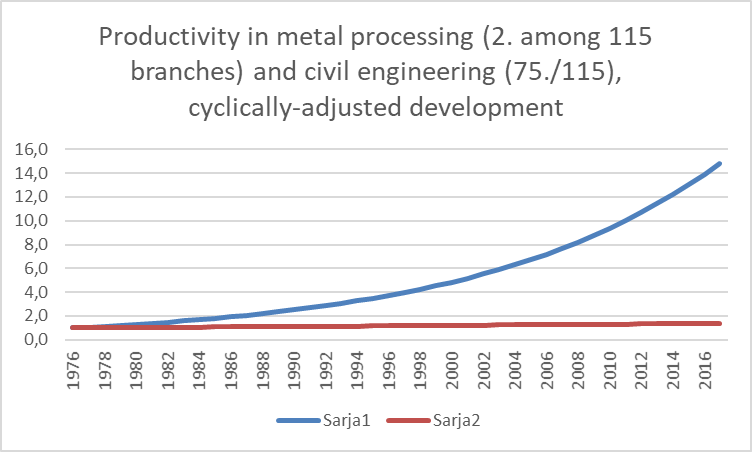 Productivity in metal processing (2. among 115
branches) and civil engineering (75./115),
cyclically-adjusted development
16,0
14,0
12,0
10,0
8,0
6,0
4,0
2,0
0,0
1976 1978 1980 1982 1984 1986 1988 1990 1992 1994 1996 1998 2000 2002 2004 2006 2008 2010 2012 2014 2016
Sarja1 Sarja2